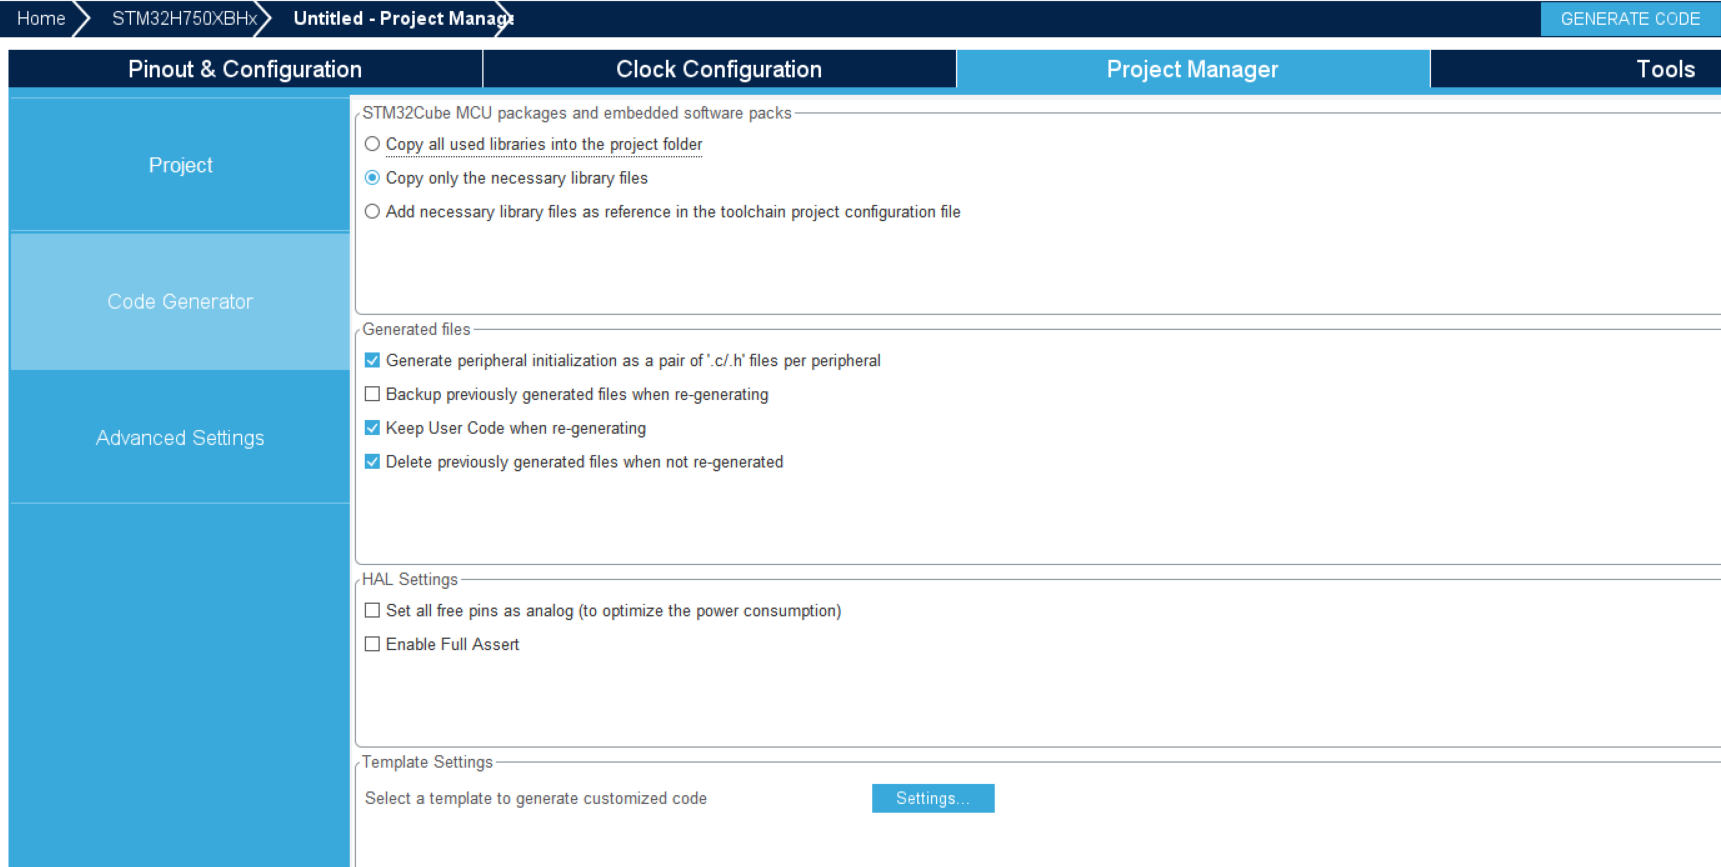 Home STM32H750XBHx Untitled - Project Manage GENERATE CODE
Pinout & Configuration Clock Configuration Project Manager Tools
Project
Code Generator
Advanced Settings
STM32Cube MCU packages and embedded software packs
Copy all used libraries into the project folder
Copy only the necessary library files
Add necessary library files as reference in the toolchain project configuration file
Generated files
Generate peripheral initialization as a pair of '.c/.h' files per peripheral
Backup previously generated files when re-generating
Keep User Code when re-generating
Delete previously generated files when not re-generated
HAL Settings
Set all free pins as analog (to optimize the power consumption)
Enable Full Assert
Template Settings
Select a template to generate customized code Settings...